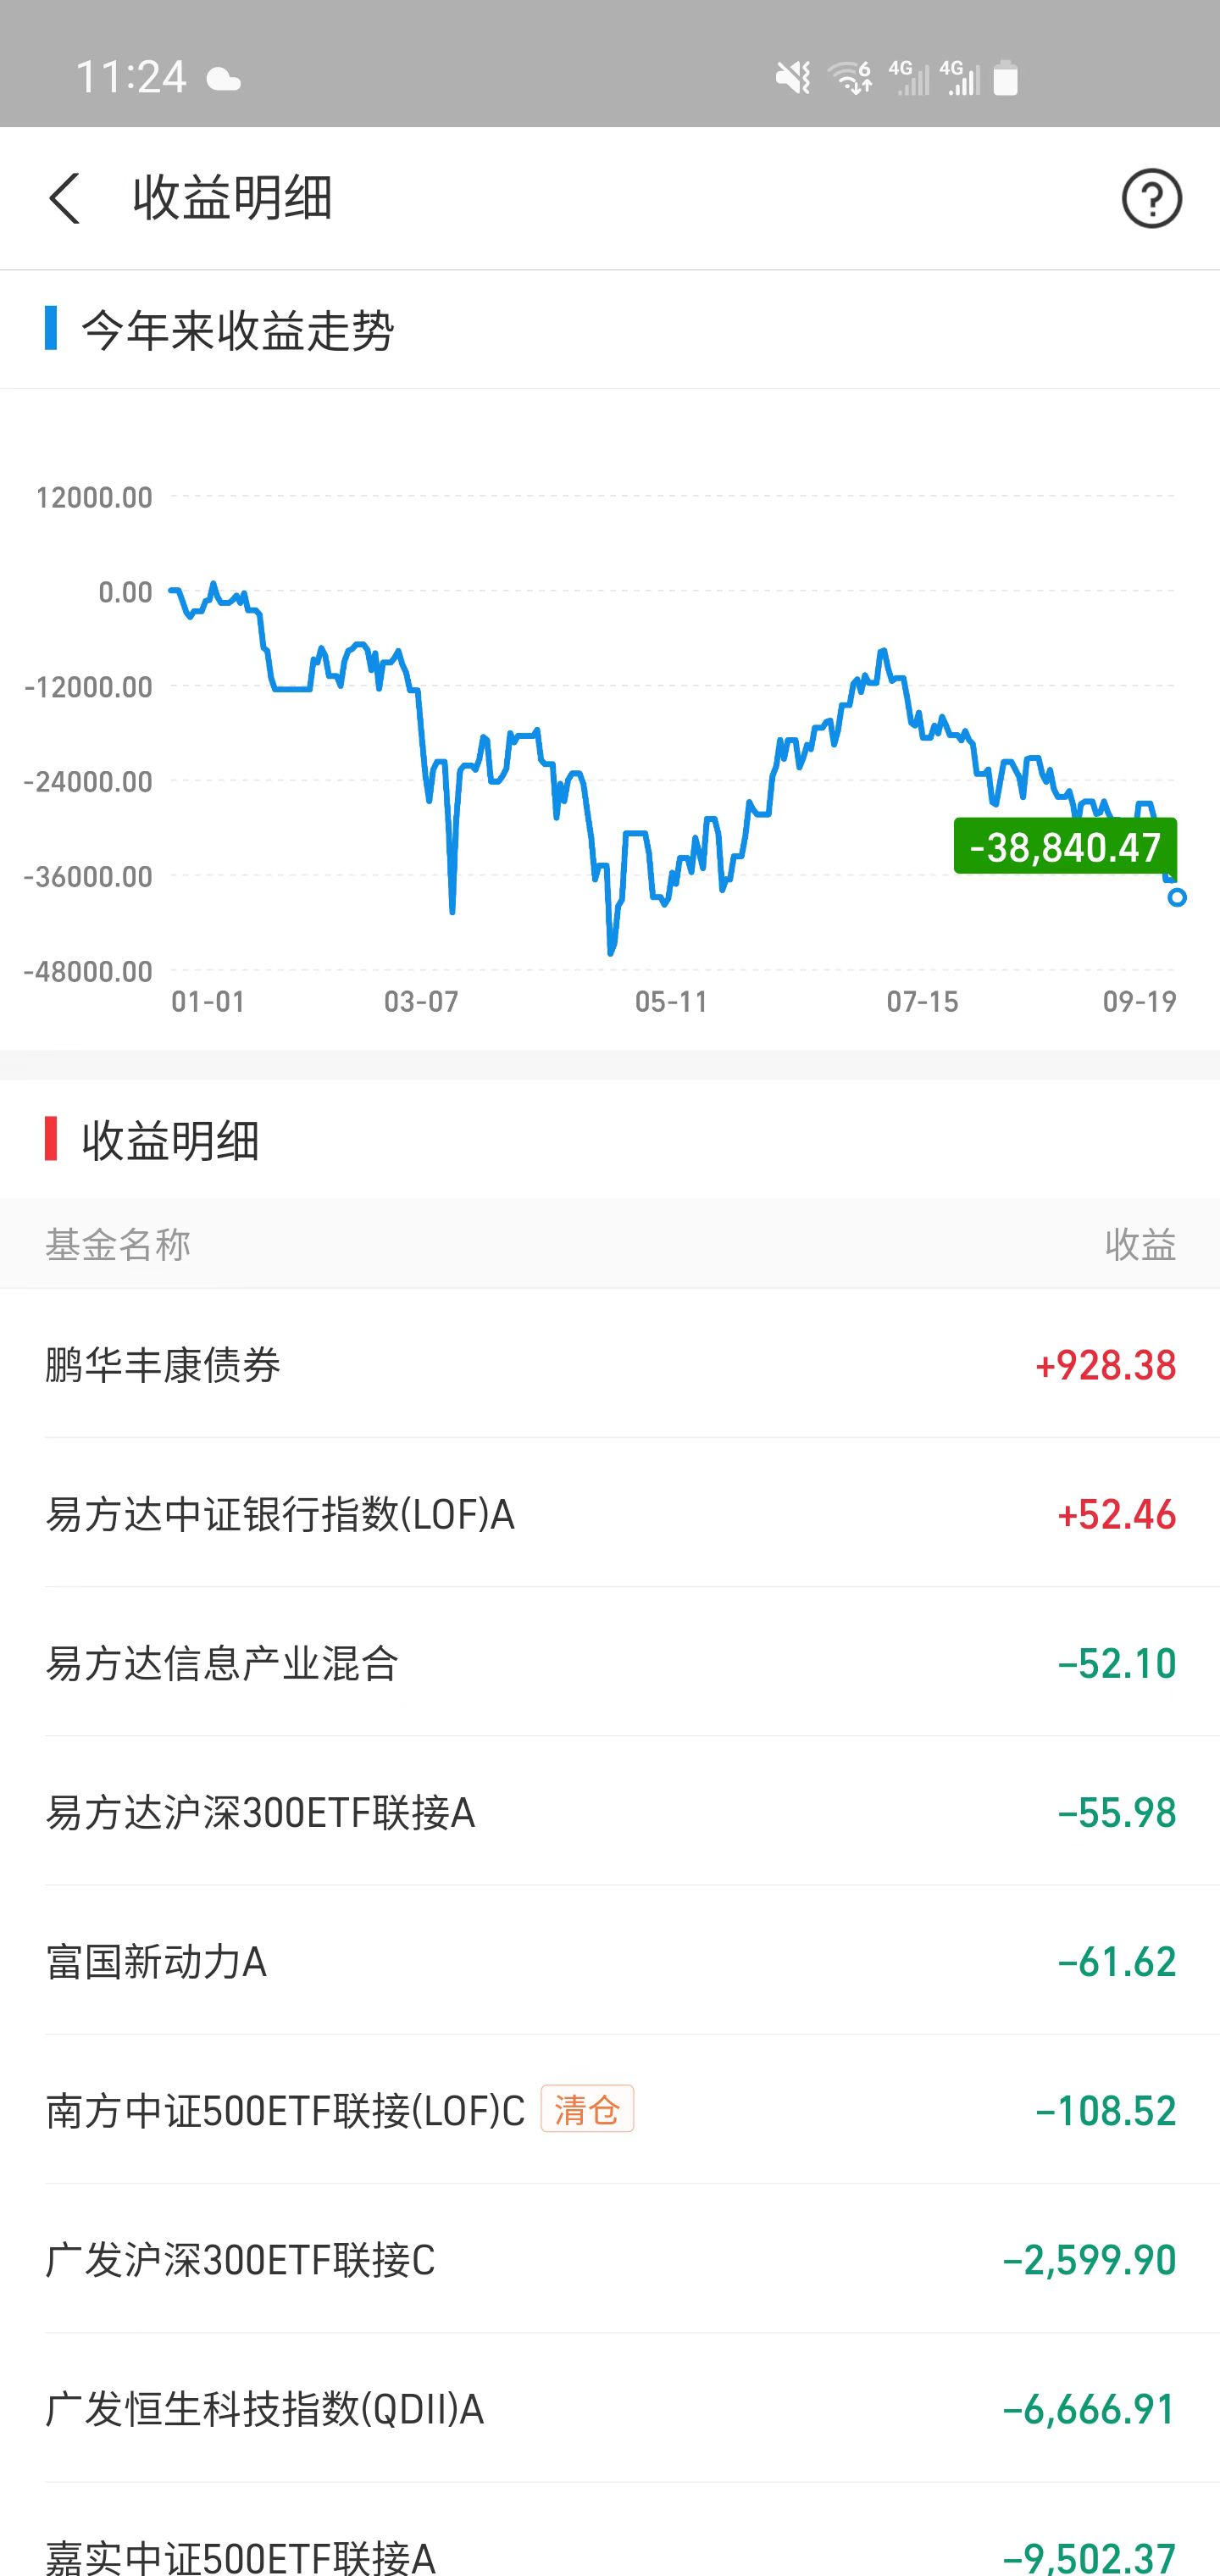 11:24
6 4G 4G
收益明细
今年来收益走势
12000.00
0.00
-12000.00
-24000.00
-36000.00
-48000.00
-38,840.47
01-01 03-07 05-11 07-15 09-19
收益明细
基金名称 收益
鹏华丰康债券 +928.38
易方达中证银行指数(LOF)A +52.46
易方达信息产业混合 -52.10
易方达沪深300ETF联接A -55.98
富国新动力A -61.62
南方中证500ETF联接(LOF)C 清仓 -108.52
广发沪深300ETF联接C -2,599.90
广发恒生科技指数(QDII)A -6,666.91
嘉实中证500ETF联接A -9,502.37